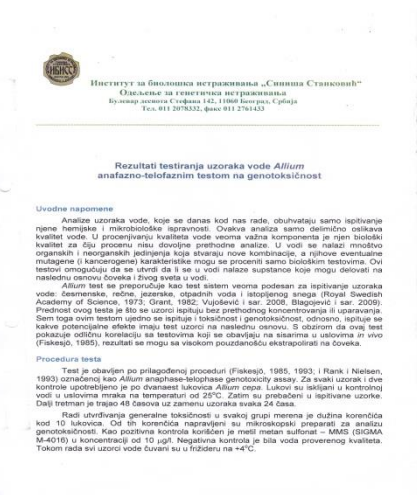 Институт за биолошка истраживања „Синиша Станковић“
Одељење за генетичка истраживања
Булевар деспота Стефана 142, 11060 Београд, Србија
Тел. 011 2078332, факс 011 2761433
Rezultati testiranja uzoraka vode Allium
anafazno-telofaznim testom na genotoksičnost
Uvodne napomene
Analize uzoraka vode, koje se danas kod nas rade, obuhvataju samo ispitivanje
njene hemijske i mikrobiološke ispravnosti. Ovakva analiza samo delimično oslikava
kvalitet vode. U procenjivanju kvaliteta vode veoma važna komponenta je njen biološki
kvalitet za čiju procenu nisu dovoljne prethodne analize. U vodi se nalazi mnoštvo
organskih i neorganskih jedinjenja koja stvaraju nove kombinacije, a njihove eventualne
mutagene (i kancerogene) karakteristike mogu se proceniti samo biološkim testovima. Ovi
testovi omogućuju da se utvrdi da li se u vodi nalaze supstance koje mogu delovati na
naslednu osnovu čoveka i živog sveta u vodi.
Allium test se preporučuje kao test sistem veoma podesan za ispitivanje uzoraka
vode: česmenske, rečne, jezerske, otpadnih voda i istopljenog snega (Royal Swedish
Academy of Science, 1973; Grant, 1982; Vujošević i sar. 2008, Blagojević i sar. 2009).
Prednost ovog testa je što se uzorci ispituju bez prethodnog koncentrovanja ili uparavanja.
Sem toga ovim testom ujedno se ispituje i toksičnost i genotoksičnost, odnosno, ispituje se
kakve potencijalne efekte imaju test uzorci na naslednu osnovu. S obzirom da ovaj test
pokazuje odličnu korelaciju sa testovima koji se obavljaju na sisarima u uslovima in vivo
(Fiskesjö, 1985), rezultati se mogu sa visokom pouzdanošću ekstrapolirati na čoveka.
Procedura testa
Test je obavljen po prilagođenoj proceduri (Fiskesjö, 1985, 1993; i Rank i Nielsen,
1993) označenoj kao Allium anaphase-telophase genotoxicity assay. Za svaki uzorak i dve
kontrole upotrebljeno je po dvanaest lukovica Allium cepa. Lukovi su isklijani u kontrolnoj
vodi u uslovima mraka na temperaturi od 25°C. Zatim su prebačeni u ispitivane uzorke.
Dalji tretman je trajao 48 časova uz zamenu uzoraka svaka 24 časa.
Radi utvrđivanja generalne toksičnosti u svakoj grupi merena je dužina korenčića
kod 10 lukovica. Od tih korenčića napravljeni su mikroskopski preparati za analizu
genotoksičnosti. Kao pozitivna kontrola korišćen je metil metan sulfonat – MMS (SIGMA
M-4016) u koncentraciji od 10 µg/l. Negativna kontrola je bila voda proverenog kvaliteta.
Tokom rada svi uzorci vode čuvani su u frižideru na +4°C.